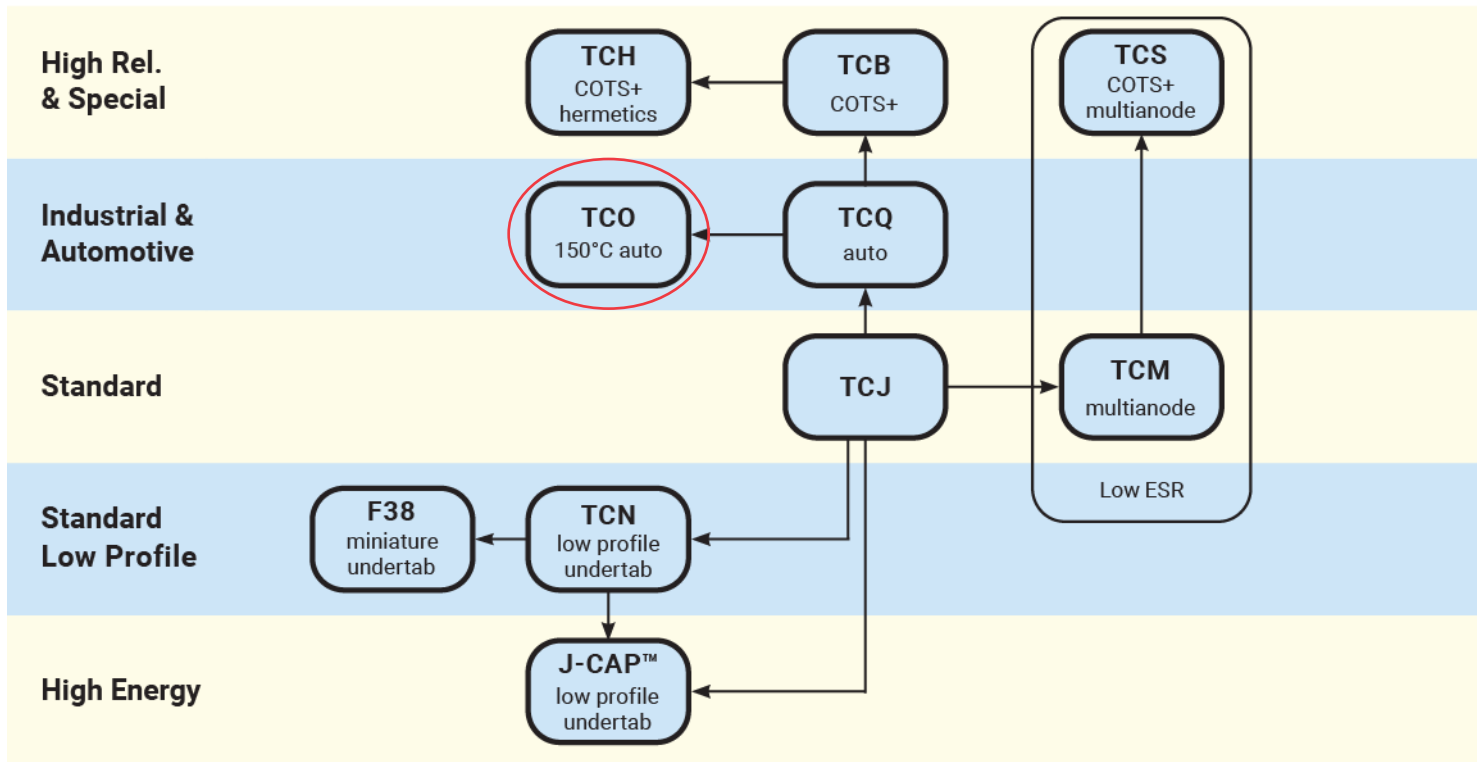 High Rel.
& Special
TCH
COTS+
hermetics
TCB
COTS+
TCS
COTS+
multianode
Industrial &
Automotive
TCO
150°C auto
TCQ
auto
Standard
TCJ
TCM
multianode
Low ESR
Standard
Low Profile
F38
miniature
undertab
TCN
low profile
undertab
High Energy
J-CAP™
low profile
undertab